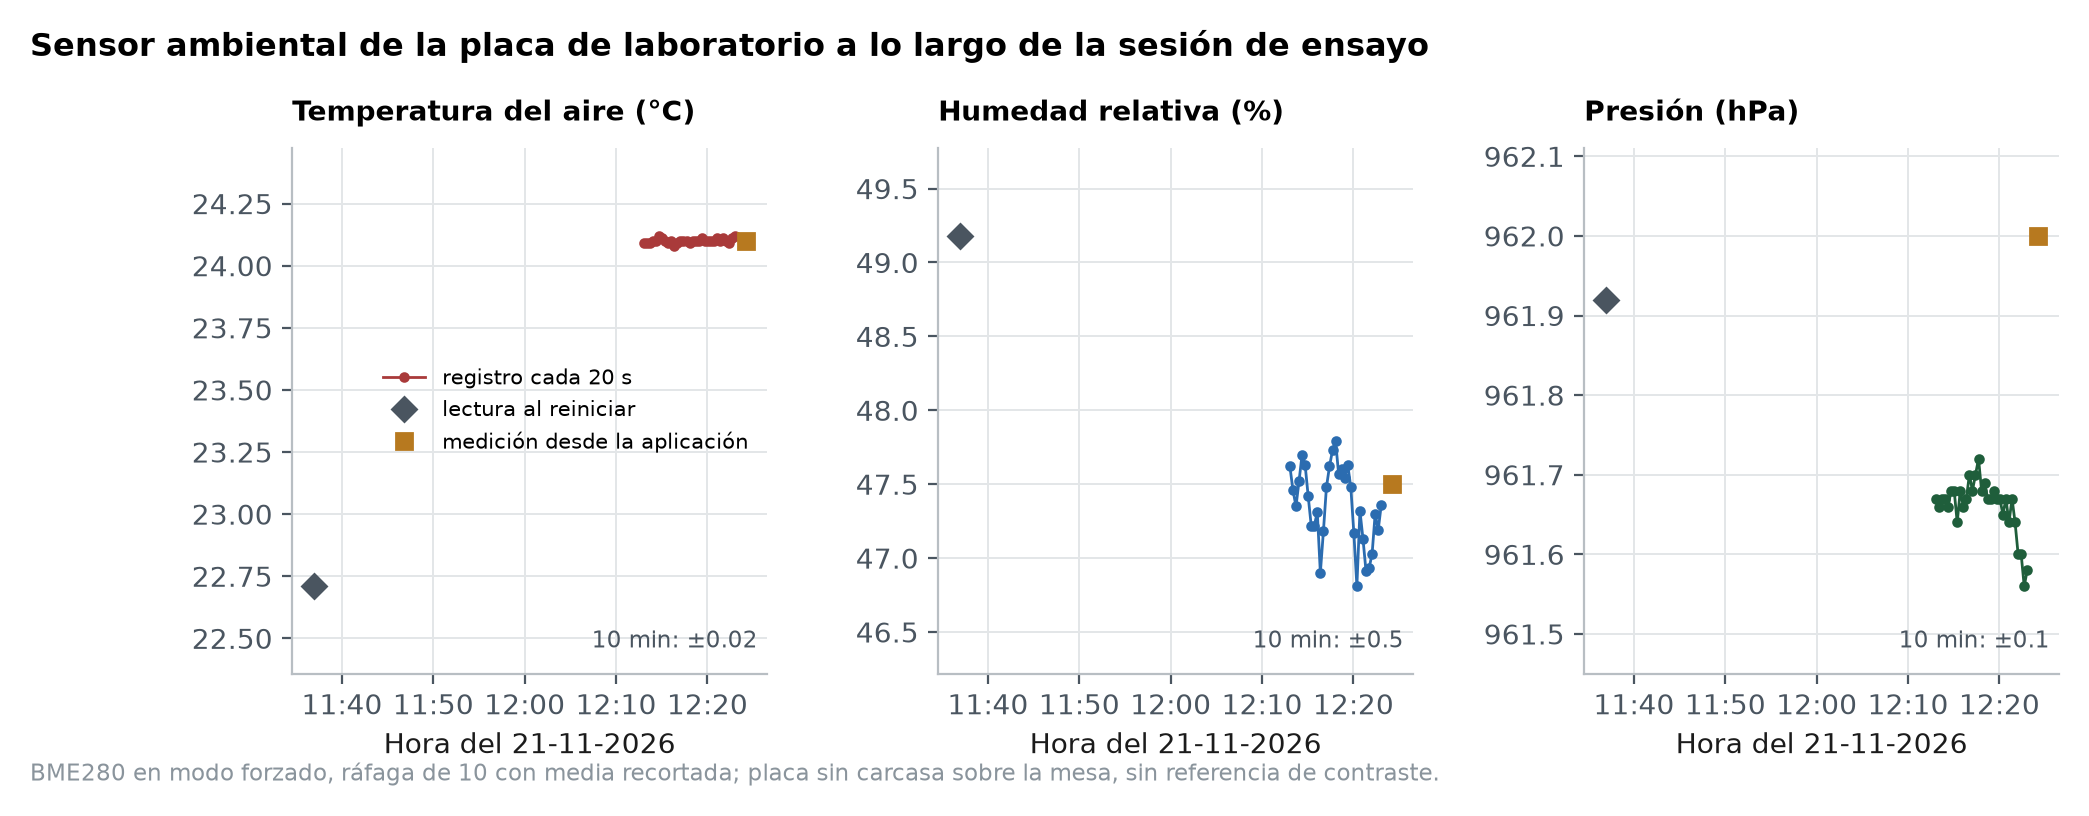 Sensor ambiental de la placa de laboratorio a lo largo de la sesión de ensayo
Temperatura del aire (°C)
24.25
24.00
23.75
23.50
23.25
23.00
22.75
22.50
registro cada 20 s
lectura al reiniciar
medición desde la aplicación
10 min: ±0.02
11:40 11:50 12:00 12:10 12:20
Hora del 21-11-2026
Humedad relativa (%)
49.5
49.0
48.5
48.0
47.5
47.0
46.5
10 min: ±0.5
11:40 11:50 12:00 12:10 12:20
Hora del 21-11-2026
Presión (hPa)
962.1
962.0
961.9
961.8
961.7
961.6
961.5
10 min: ±0.1
11:40 11:50 12:00 12:10 12:20
Hora del 21-11-2026
BME280 en modo forzado, ráfaga de 10 con media recortada; placa sin carcasa sobre la mesa, sin referencia de contraste.